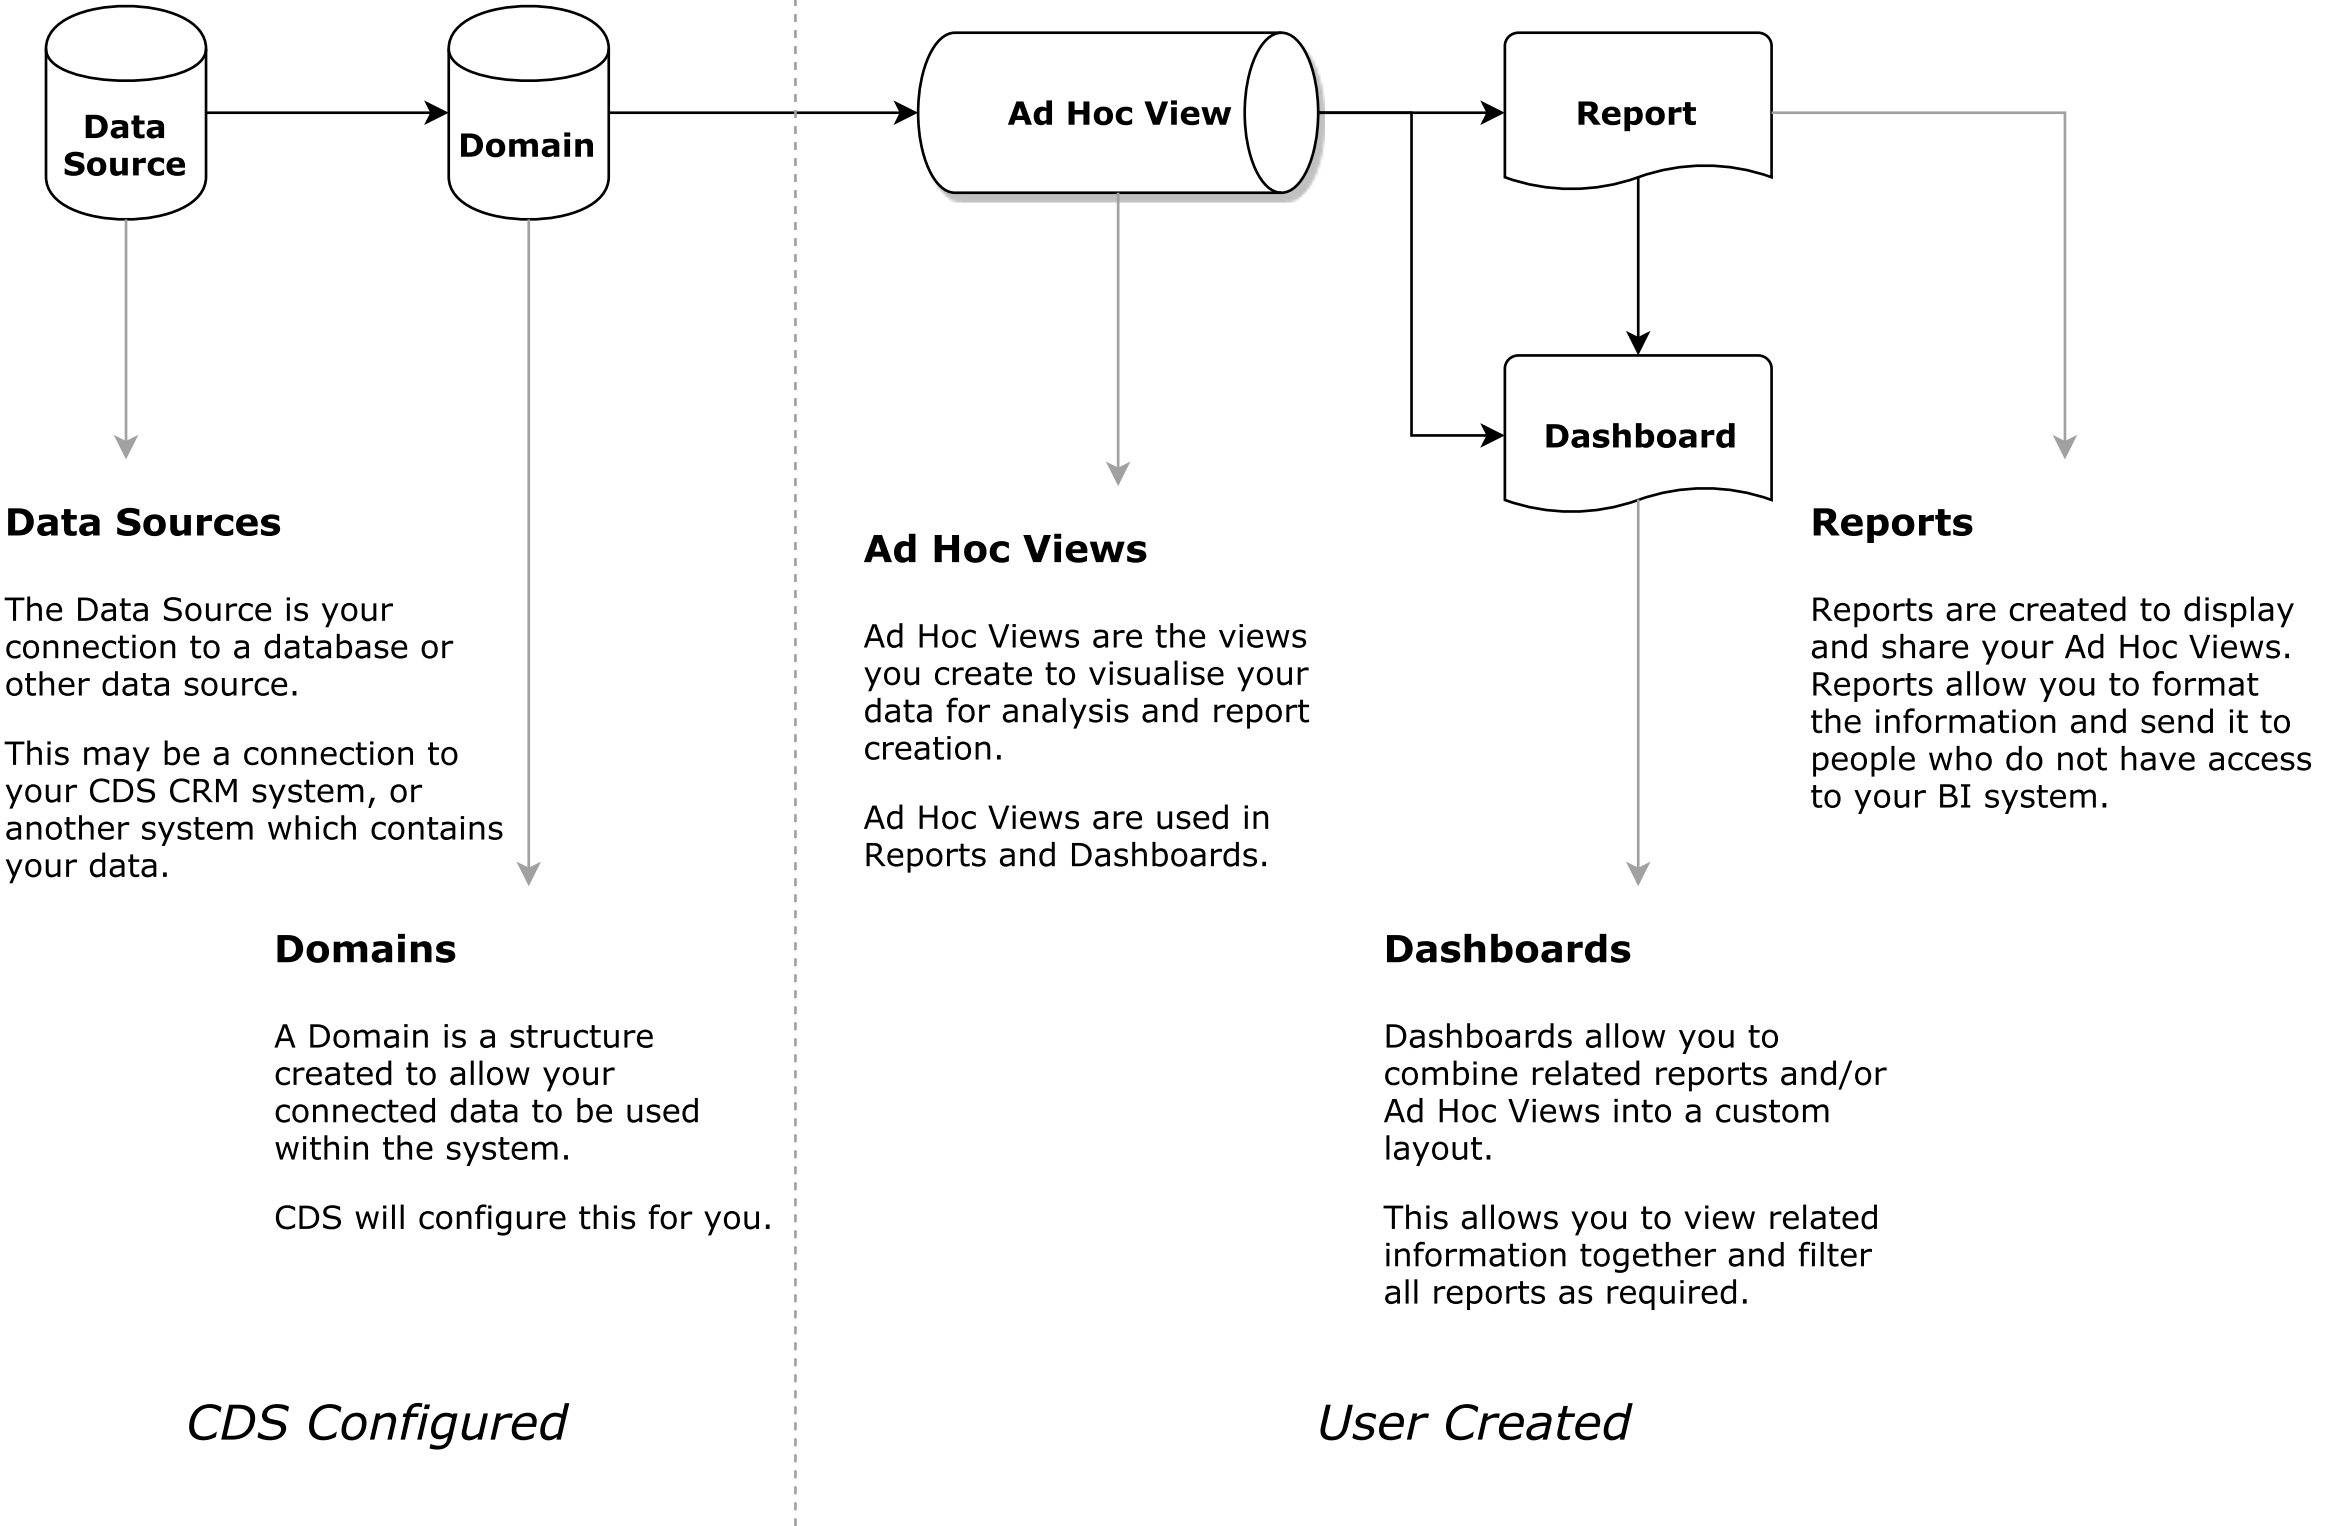 Data
Source
Domain
Ad Hoc View
Report
Dashboard
Data Sources
The Data Source is your
connection to a database or
other data source.
This may be a connection to
your CDS CRM system, or
another system which contains
your data.
Domains
A Domain is a structure
created to allow your
connected data to be used
within the system.
CDS will configure this for you.
Ad Hoc Views
Ad Hoc Views are the views
you create to visualise your
data for analysis and report
creation.
Ad Hoc Views are used in
Reports and Dashboards.
Reports
Reports are created to display
and share your Ad Hoc Views.
Reports allow you to format
the information and send it to
people who do not have access
to your BI system.
Dashboards
Dashboards allow you to
combine related reports and/or
Ad Hoc Views into a custom
layout.
This allows you to view related
information together and filter
all reports as required.
CDS Configured
User Created